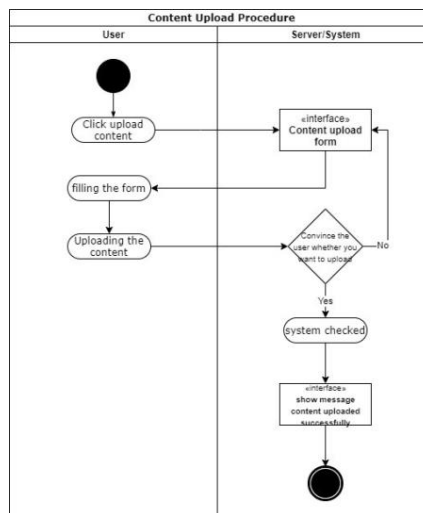 Content Upload Procedure
User
Server/System
Click upload
content
«interface»
Content upload
form
filling the form
Uploading the
content
Convince the
user whether you
want to upload
No
Yes
system checked
«interface»
show message
content uploaded
successfully